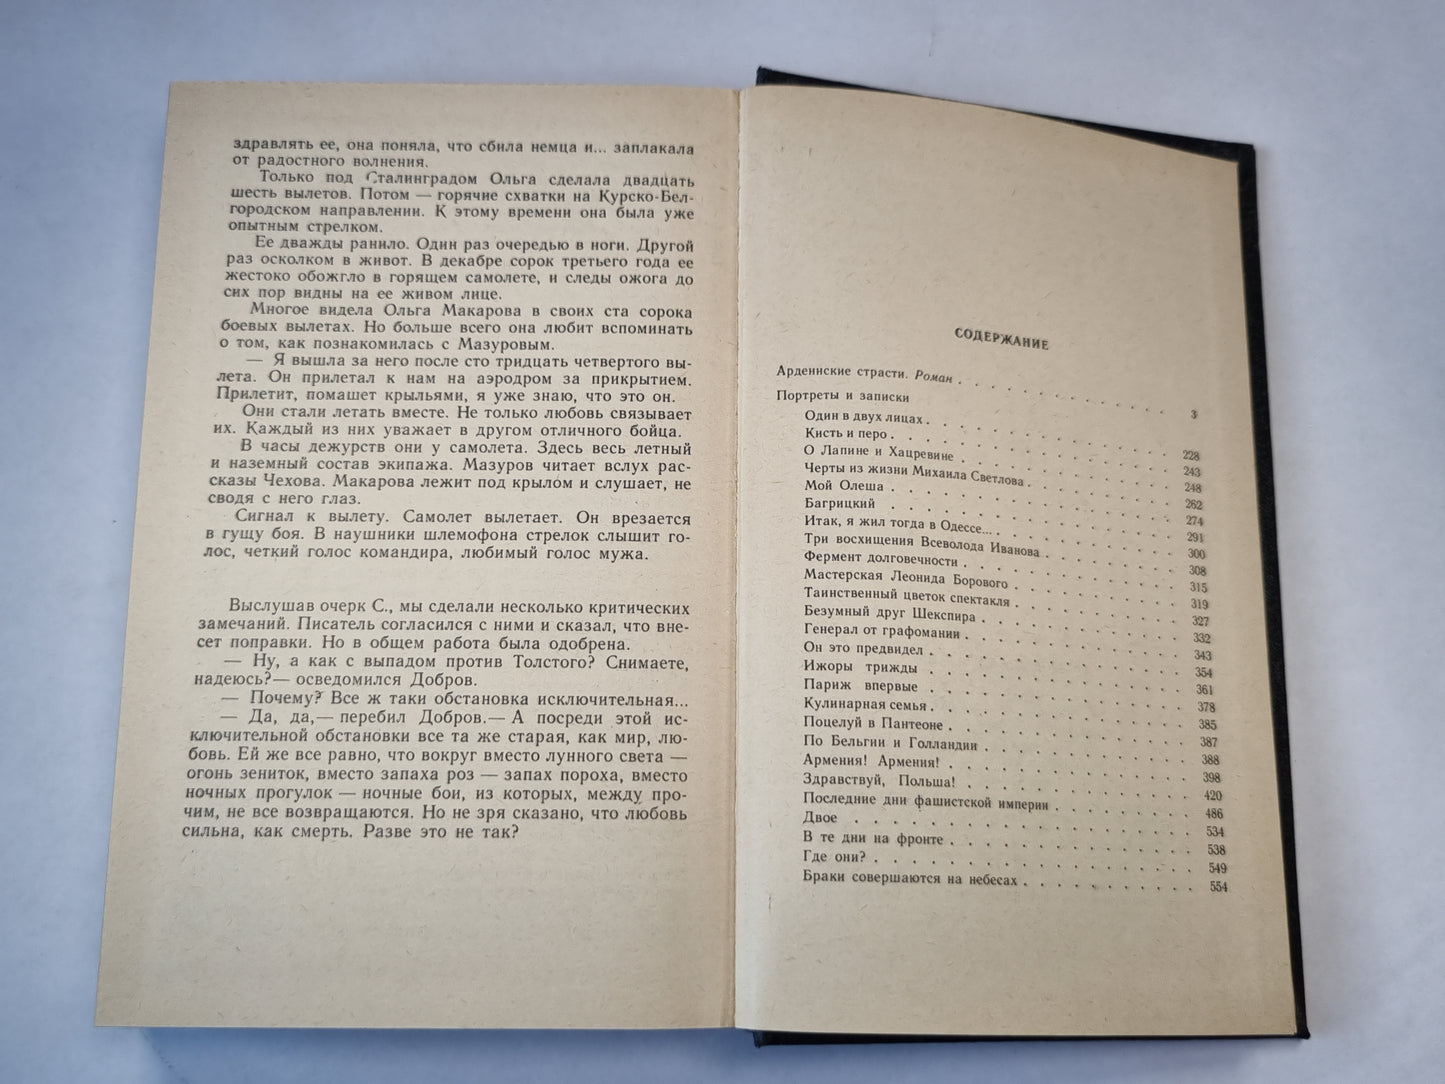 здравлять ее, она поняла, что сбила немца и... заплакала
от радостного волнения.
Только под Сталинградом Ольга сделала двадцать
шесть вылетов. Потом — горячие схватки на Курско-Бел-
городском направлении. К этому времени она была уже
опытным стрелком.
Ее дважды ранило. Один раз очередью в ноги. Другой
раз осколком в живот. В декабре сорок третьего года ее
жестоко обожгло в горящем самолете, и следы ожога до
сих пор видны на ее живом лице.
Многое видела Ольга Макарова в своих ста сорока
боевых вылетах. Но больше всего она любит вспоминать
о том, как познакомилась с Мазуровым.
— Я вышла за него после сто тридцать четвертого вы-
лета. Он прилетал к нам на аэродром за прикрытием.
Прилетит, помашет крыльями, я уже знаю, что это он.
Они стали летать вместе. Не только любовь связывает
их. Каждый из них уважает в другом отличного бойца.
В часы дежурств они у самолета. Здесь весь летный
и наземный состав экипажа. Мазуров читает вслух рас-
сказы Чехова. Макарова лежит под крылом и слушает, не
сводя с него глаз.
Сигнал к вылету. Самолет вылетает. Он врезается
в гущу боя. В наушники шлемофона стрелок слышит го-
лос, четкий голос командира, любимый голос мужа.
Выслушав очерк С., мы сделали несколько критических
замечаний. Писатель согласился с ними и сказал, что вне-
сет поправки. Но в общем работа была одобрена.
— Ну, а как с выпадом против Толстого? Снимаете,
надеюсь?— осведомился Добров.
— Почему? Все ж таки обстановка исключительная...
— Да, да,— перебил Добров.— А посреди этой ис-
ключительной обстановки все та же старая, как мир, лю-
бовь. Ей же все равно, что вокруг вместо лунного света —
огонь зениток, вместо запаха роз — запах пороха, вместо
ночных прогулок — ночные бои, из которых, между про-
чим, не все возвращаются. Но не зря сказано, что любовь
сильна, как смерть. Разве это не так?
СОДЕРЖАНИЕ
Арденнские страсти. Роман . . . . . . . . . . 3
Портреты и записки
Один в двух лицах . . . . . . . . . . 228
Кисть и перо . . . . . . . . . . 243
О Лапине и Хацревине . . . . . . . . . . 248
Черты из жизни Михаила Светлова . . . . . . . . 262
Мой Олеша . . . . . . . . . . 274
Багрицкий . . . . . . . . . . 291
Итак, я жил тогда в Одессе... . . . . . . . . . 300
Три восхищения Всеволода Иванова . . . . . . . . 308
Фермент долговечности . . . . . . . . . . 315
Мастерская Леонида Борового . . . . . . . . . 319
Таинственный цветок спектакля . . . . . . . . . 327
Безумный друг Шекспира . . . . . . . . . . 332
Генерал от графомании . . . . . . . . . . 343
Он это предвидел . . . . . . . . . . 354
Ижоры трижды . . . . . . . . . . 361
Париж впервые . . . . . . . . . . 378
Кулинарная семья . . . . . . . . . . 385
Поцелуй в Пантеоне . . . . . . . . . . 387
По Бельгии и Голландии . . . . . . . . . . 388
Армения! Армения! . . . . . . . . . . 398
Здравствуй, Польша! . . . . . . . . . . 420
Последние дни фашистской империи . . . . . . . . 486
Двое . . . . . . . . . . 534
В те дни на фронте . . . . . . . . . . 538
Где они? . . . . . . . . . . 549
Браки совершаются на небесах . . . . . . . . . 554